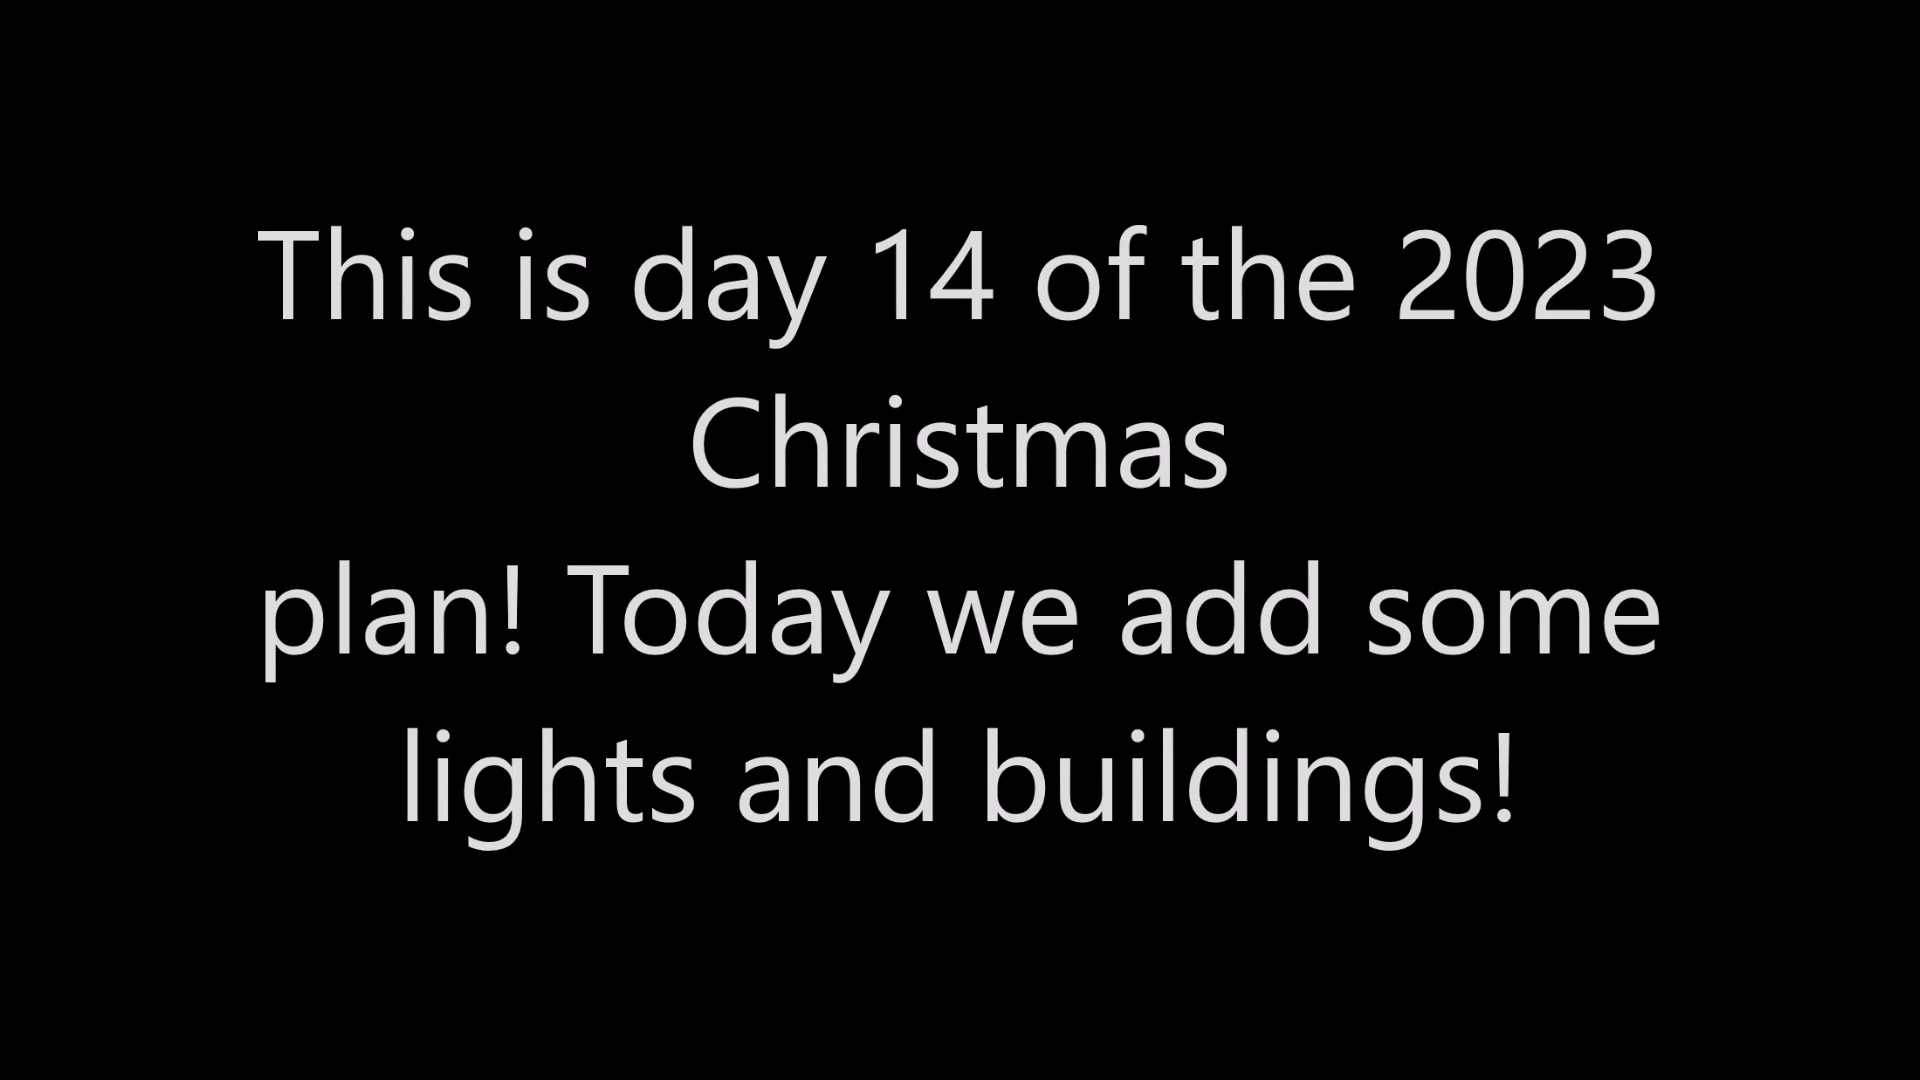 This is day 14 of the 2023
Christmas
plan! Today we add some
lights and buildings!